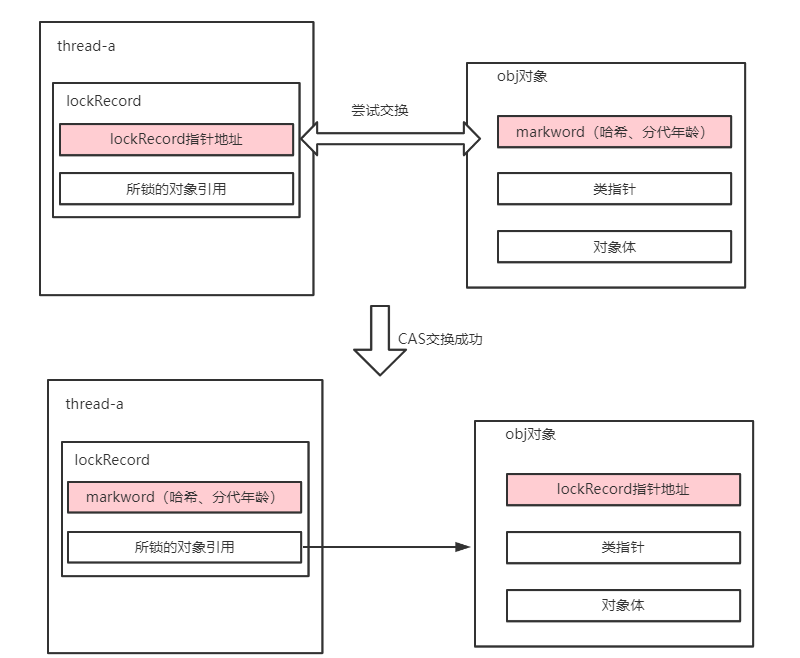 thread-a
lockRecord
lockRecord指针地址
所锁的对象引用
尝试交换
obj对象
markword（哈希、分代年龄）
类指针
对象体
CAS交换成功
thread-a
lockRecord
markword（哈希、分代年龄）
所锁的对象引用
obj对象
lockRecord指针地址
类指针
对象体